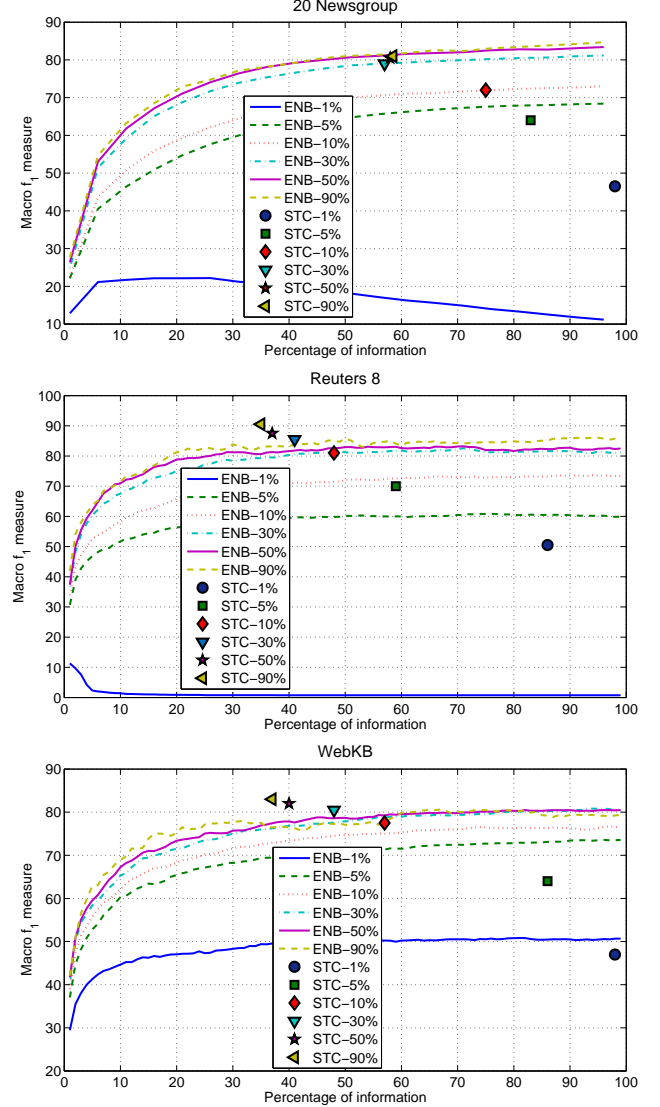 20 Newsgroup
90
80
70
60
50
40
30
20
10
Macro f1 measure
ENB−1%
ENB−5%
ENB−10%
ENB−30%
ENB−50%
ENB−90%
STC−1%
STC−5%
STC−10%
STC−30%
STC−50%
STC−90%
0 10 20 30 40 50 60 70 80 90 100
Percentage of information
Reuters 8
100
90
80
70
60
50
40
30
20
10
0
Macro f1 measure
ENB−1%
ENB−5%
ENB−10%
ENB−30%
ENB−50%
ENB−90%
STC−1%
STC−5%
STC−10%
STC−30%
STC−50%
STC−90%
0 10 20 30 40 50 60 70 80 90 100
Percentage of information
WebKB
90
80
70
60
50
40
30
20
Macro f1 measure
ENB−1%
ENB−5%
ENB−10%
ENB−30%
ENB−50%
ENB−90%
STC−1%
STC−5%
STC−10%
STC−30%
STC−50%
STC−90%
0 10 20 30 40 50 60 70 80 90 100
Percentage of information